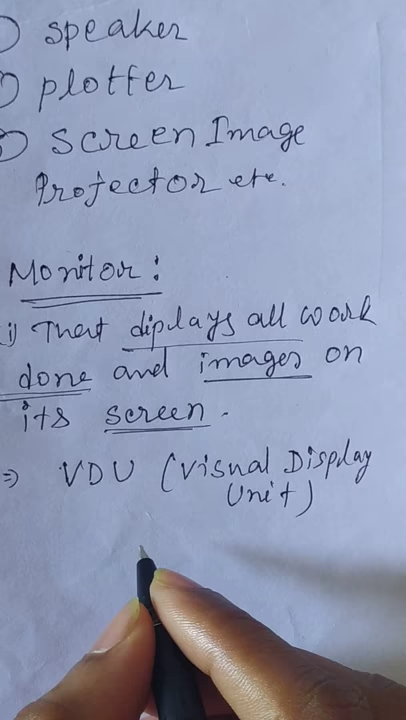 speaker
plotter
Screen Image
Projector etc.
Monitor:
i) That diplays all work
done and images on
its screen.
⇒ VDU (Visual Display
Unit)